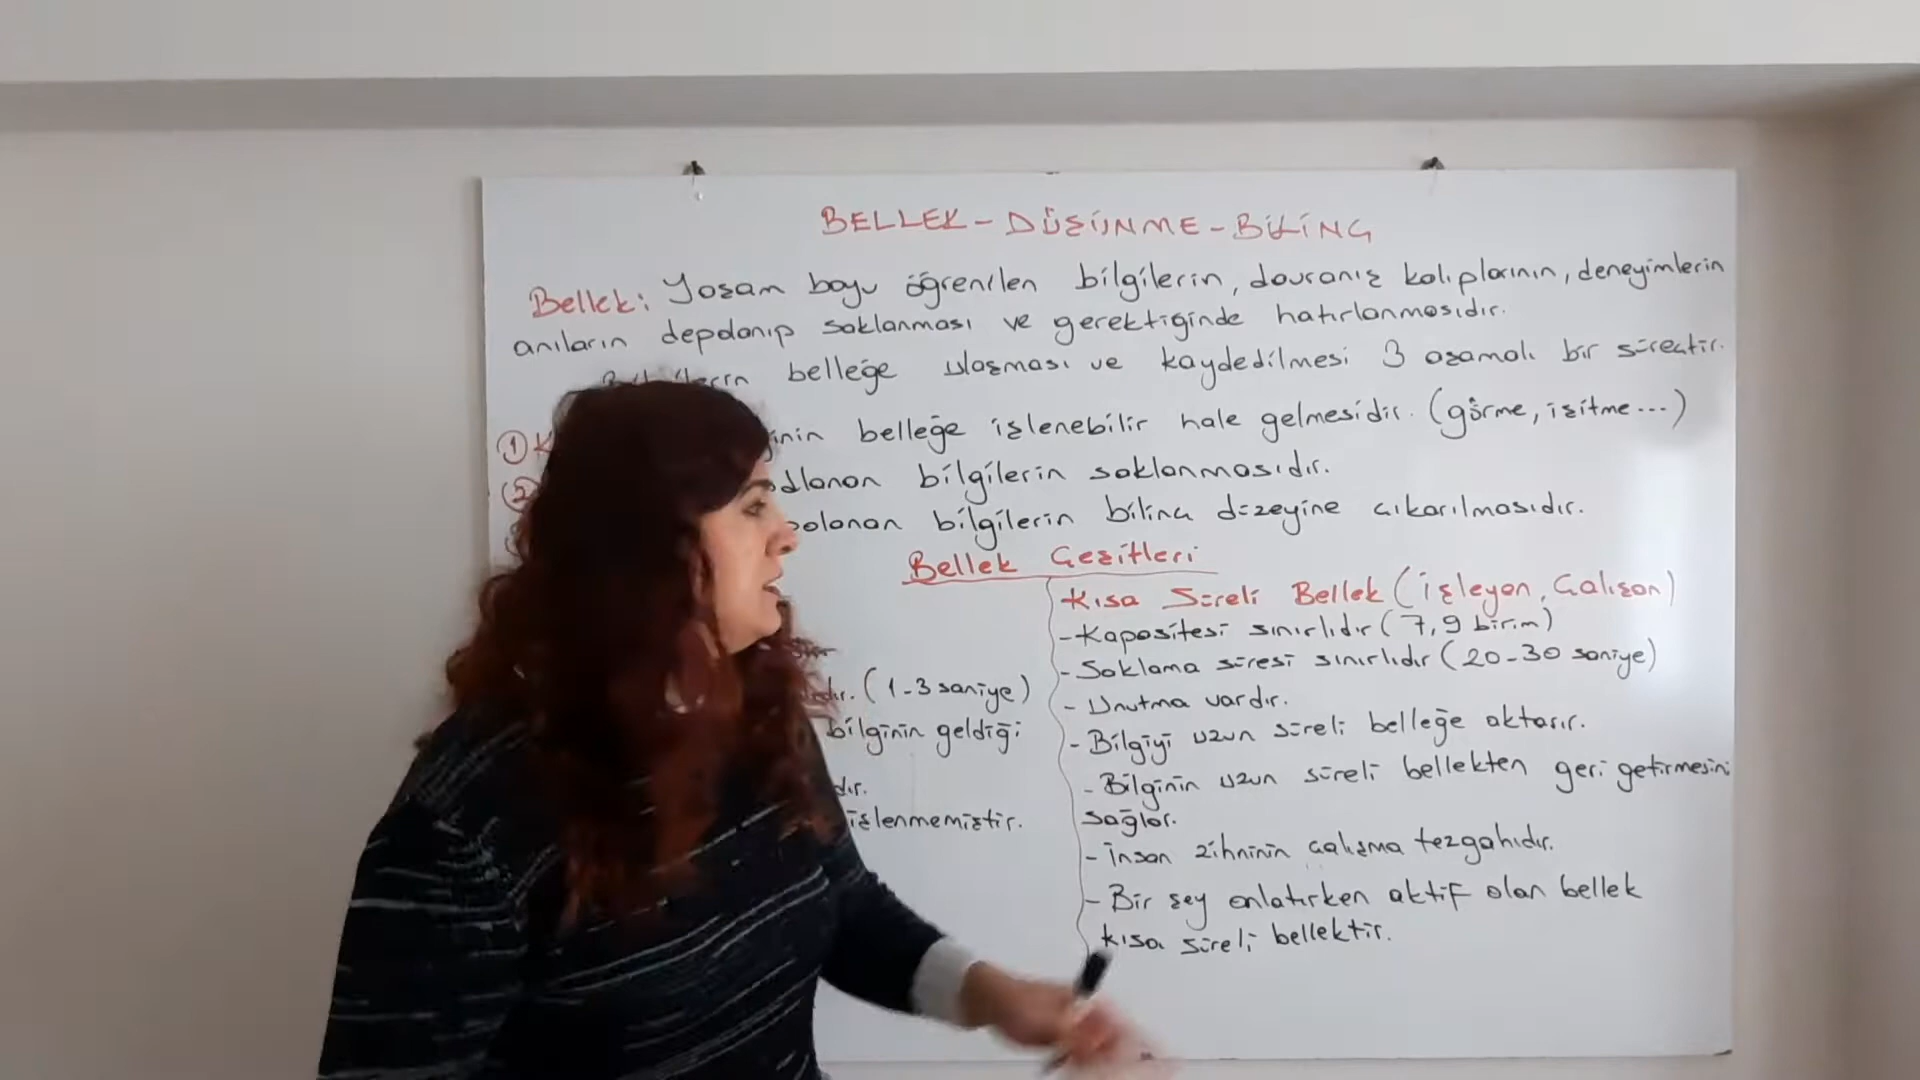 BELLEK - DÜŞÜNME - BİLİNÇ
Bellek: Yaşam boyu öğrenilen bilgilerin, davranış kalıplarının, deneyimlerin
anıların depolanıp saklanması ve gerektiğinde hatırlanmasıdır.
belleğe ulaşması ve kaydedilmesi 3 aşamalı bir süreçtir.
① K inin belleğe işlenebilir hale gelmesidir. (görme, işitme...)
② dlanan bilgilerin saklanmasıdır.
polanan bilgilerin bilinç düzeyine çıkarılmasıdır.
Bellek Çeşitleri
(1-3 saniye)
bilginin geldiği
dır.
işlenmemiştir.
Kısa Süreli Bellek (İşleyen, Çalışan)
- Kapasitesi sınırlıdır (7,9 birim)
- Saklama süresi sınırlıdır (20-30 saniye)
- Unutma vardır.
- Bilgiyi uzun süreli belleğe aktarır.
- Bilginin uzun süreli bellekten geri getirmesini
sağlar.
- İnsan zihninin çalışma tezgahıdır.
- Bir şey anlatırken aktif olan bellek
kısa süreli bellektir.